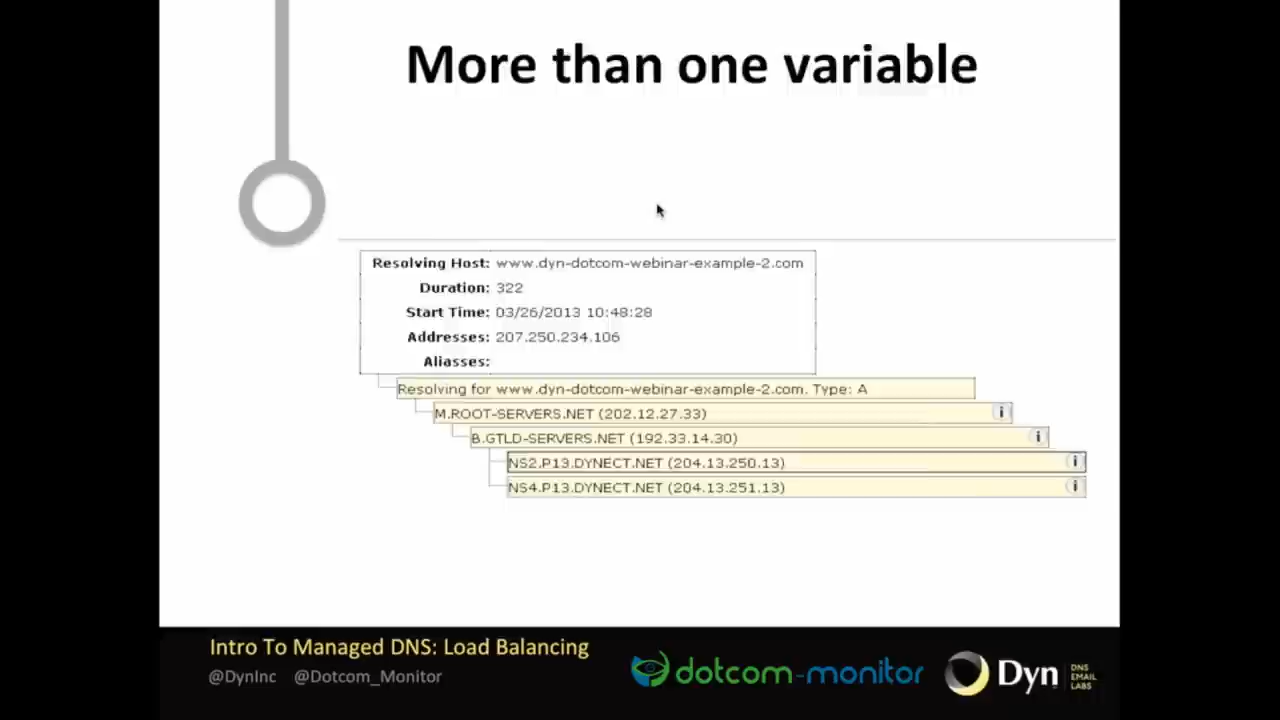 More than one variable
Resolving Host: www.dyn-dotcom-webinar-example-2.com
Duration: 322
Start Time: 03/26/2013 10:48:28
Addresses: 207.250.234.106
Aliasses:
Resolving for www.dyn-dotcom-webinar-example-2.com. Type: A
M.ROOT-SERVERS.NET (202.12.27.33) i
B.GTLD-SERVERS.NET (192.33.14.30) i
NS2.P13.DYNECT.NET (204.13.250.13) i
NS4.P13.DYNECT.NET (204.13.251.13) i
Intro To Managed DNS: Load Balancing
@DynInc @Dotcom_Monitor
dotcom-monitor
Dyn
DNS
EMAIL
LABS